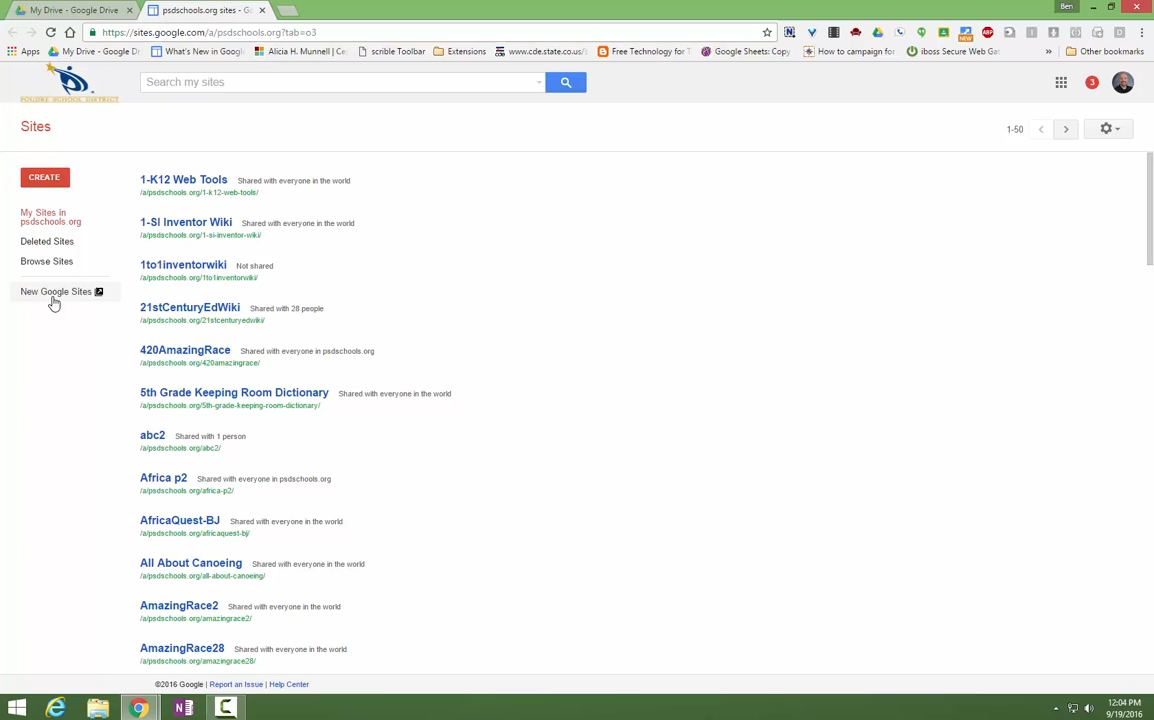 My Drive - Google Drive
psdschools.org sites - Go
Ben
https://sites.google.com/a/psdschools.org?tab=o3
Apps
My Drive - Google D
What's New in Googl
Alicia H. Munnell | Ce
scrible Toolbar
Extensions
www.cde.state.co.us/
Free Technology for T
Google Sheets: Copy
How to campaign for
iboss Secure Web Ga
»
Other bookmarks
POUDRE SCHOOL DISTRICT
Search my sites
3
Sites
1-50
CREATE
My Sites in
psdschools.org
Deleted Sites
Browse Sites
New Google Sites
1-K12 Web Tools Shared with everyone in the world
/a/psdschools.org/1-k12-web-tools/
1-SI Inventor Wiki Shared with everyone in the world
/a/psdschools.org/1-si-inventor-wiki/
1to1inventorwiki Not shared
/a/psdschools.org/1to1inventorwiki/
21stCenturyEdWiki Shared with 28 people
/a/psdschools.org/21stcenturyedwiki/
420AmazingRace Shared with everyone in psdschools.org
/a/psdschools.org/420amazingrace/
5th Grade Keeping Room Dictionary Shared with everyone in the world
/a/psdschools.org/5th-grade-keeping-room-dictionary/
abc2 Shared with 1 person
/a/psdschools.org/abc2/
Africa p2 Shared with everyone in psdschools.org
/a/psdschools.org/africa-p2/
AfricaQuest-BJ Shared with everyone in the world
/a/psdschools.org/africaquest-bj/
All About Canoeing Shared with everyone in the world
/a/psdschools.org/all-about-canoeing/
AmazingRace2 Shared with everyone in the world
/a/psdschools.org/amazingrace2/
AmazingRace28 Shared with everyone in the world
/a/psdschools.org/amazingrace28/
©2016 Google | Report an Issue | Help Center
12:04 PM
9/19/2016